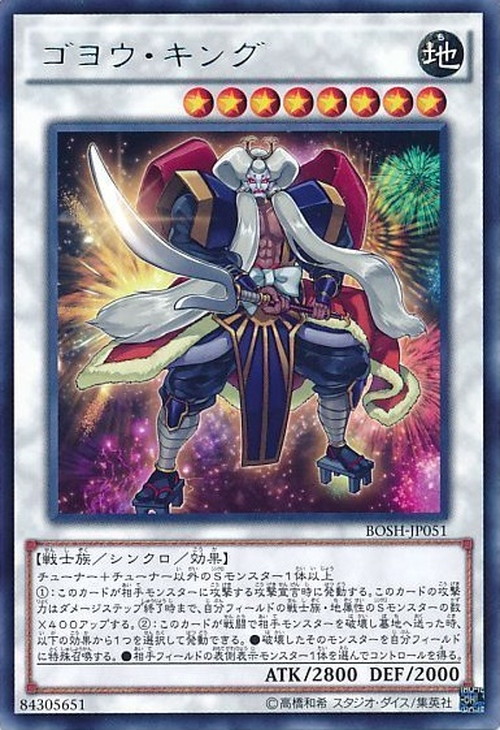 ゴヨウ・キング
地
BOSH-JP051
【戦士族／シンクロ／効果】
チューナー＋チューナー以外のＳモンスター１体以上
①：このカードが相手モンスターに攻撃する攻撃宣言時に発動する。このカードの攻撃
力はダメージステップ終了時まで、自分フィールドの戦士族・地属性のＳモンスターの数
×４００アップする。②：このカードが戦闘で相手モンスターを破壊し墓地へ送った時、
以下の効果から１つを選択して発動できる。●破壊したそのモンスターを自分フィールド
に特殊召喚する。●相手フィールドの表側表示モンスター１体を選んでコントロールを得る。
ATK/2800 DEF/2000
84305651
©高橋和希 スタジオ・ダイス/集英社